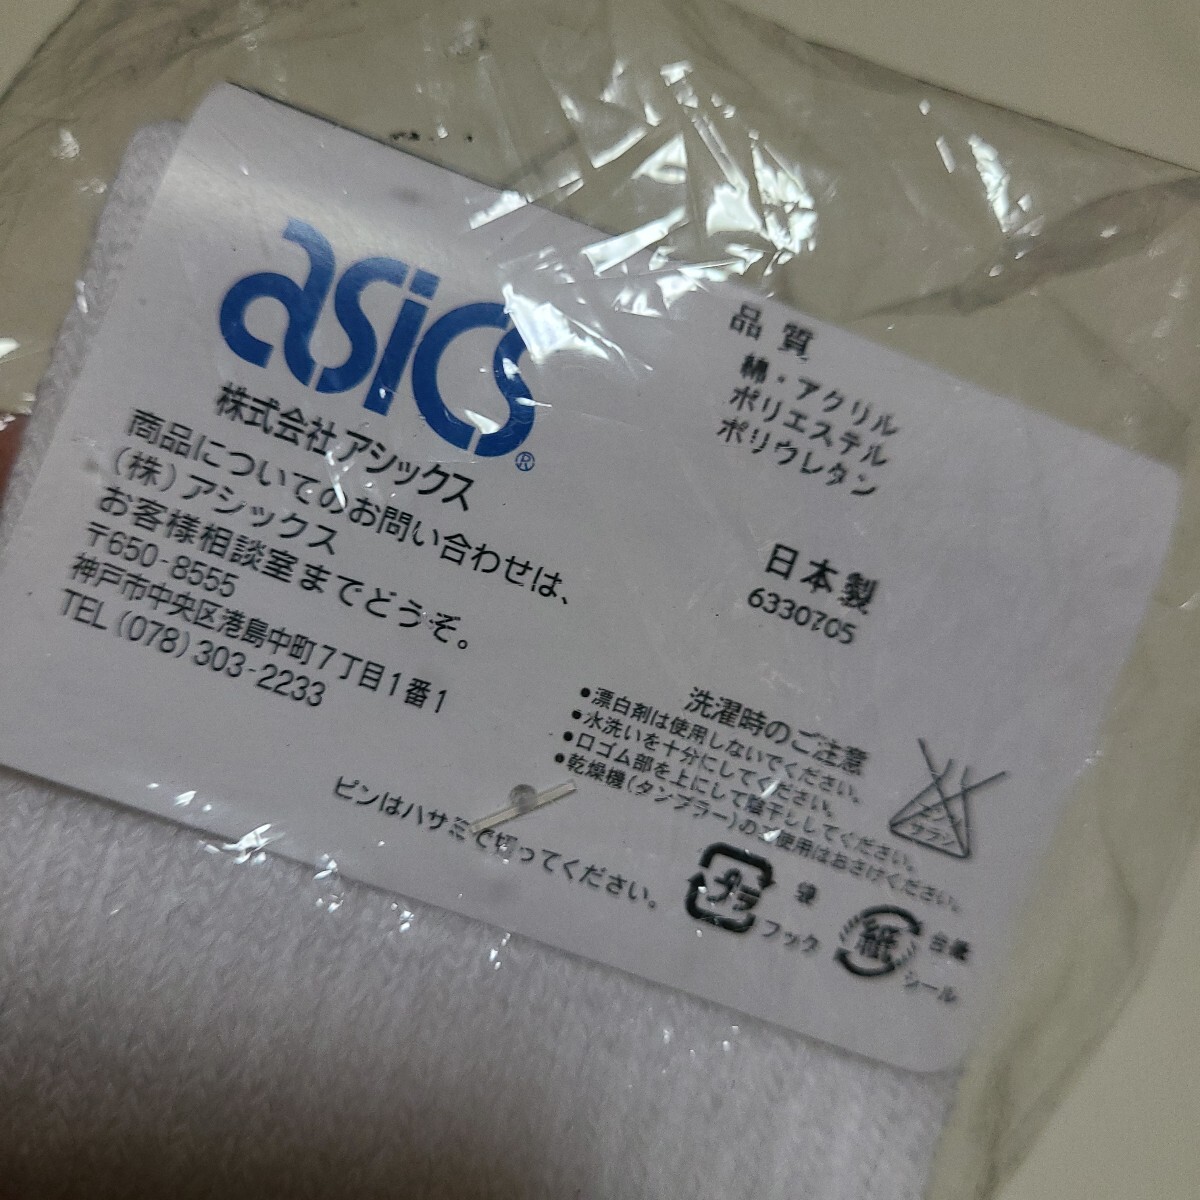 asics®
株式会社 アシックス
商品についてのお問い合わせは、
(株)アシックス
お客様相談室までどうぞ。
〒650-8555
神戸市中央区港島中町7丁目1番1
TEL(078)303-2233
品質
綿・アクリル
ポリエステル
ポリウレタン
日本製
6330705
洗濯時のご注意
•漂白剤は使用しないでください。
•水洗いを十分にしてください。
•口ゴム部を上にして陰干ししてください。
•乾燥機(タンブラー)のご使用はおさけください。
エンソ
サラシ
ピンはハサミで切ってください。
プラ
袋
フック
紙
台紙
シール